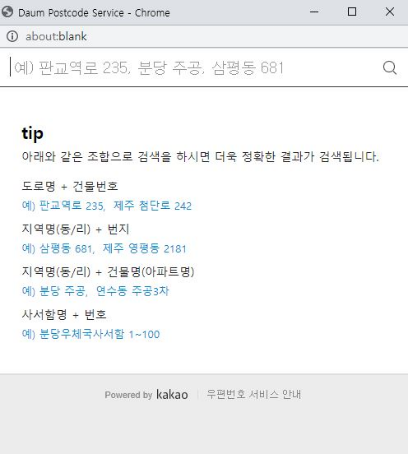 Daum Postcode Service - Chrome
about:blank
예) 판교역로 235, 분당 주공, 삼평동 681
tip
아래와 같은 조합으로 검색을 하시면 더욱 정확한 결과가 검색됩니다.
도로명 + 건물번호
예) 판교역로 235, 제주 첨단로 242
지역명(동/리) + 번지
예) 삼평동 681, 제주 영평동 2181
지역명(동/리) + 건물명(아파트명)
예) 분당 주공, 연수동 주공3차
사서함명 + 번호
예) 분당우체국사서함 1~100
Powered by kakao 우편번호 서비스 안내